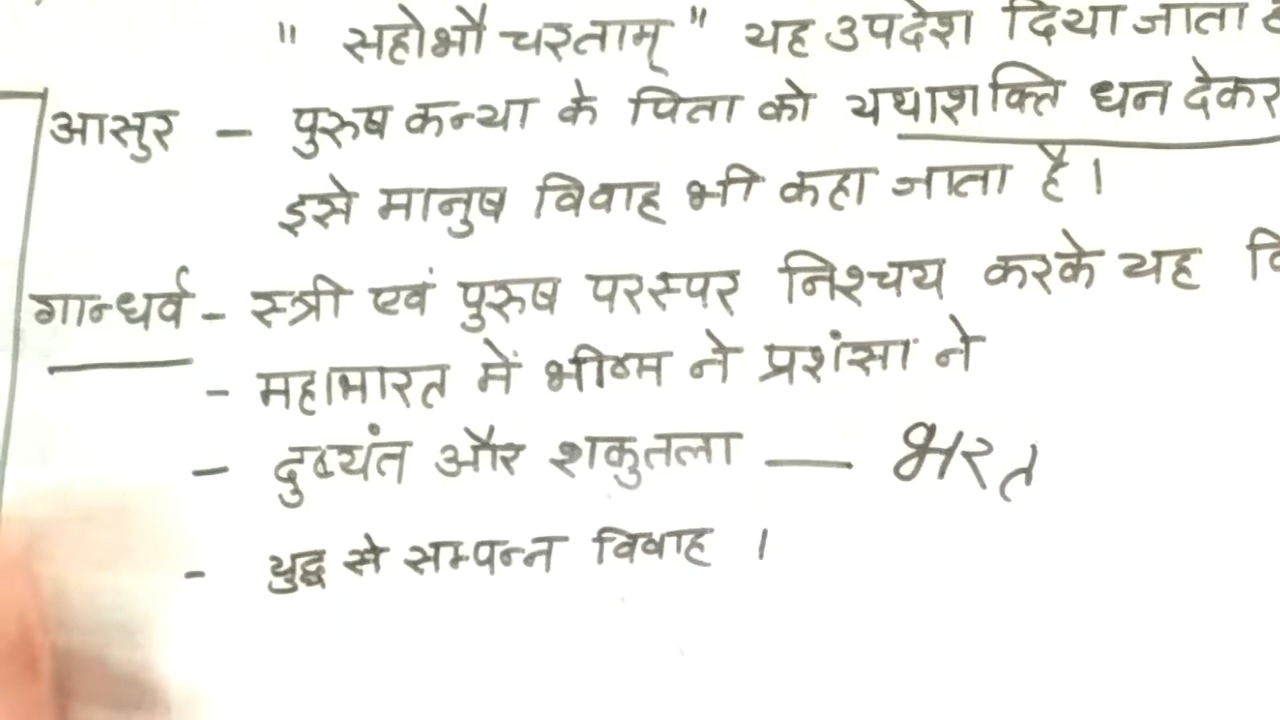 " सहोभौ चरताम् " यह उपदेश दिया जाता
आसुर – पुरुष कन्या के पिता को यथाशक्ति धन देकर
इसे मानुष विवाह भी कहा जाता है।
गान्धर्व – स्त्री एवं पुरुष परस्पर निश्चय करके यह
- महाभारत में भीष्म ने प्रशंसा ने
- दुष्यंत और शकुतला — भरत
- युद्ध से सम्पन्न विवाह ।